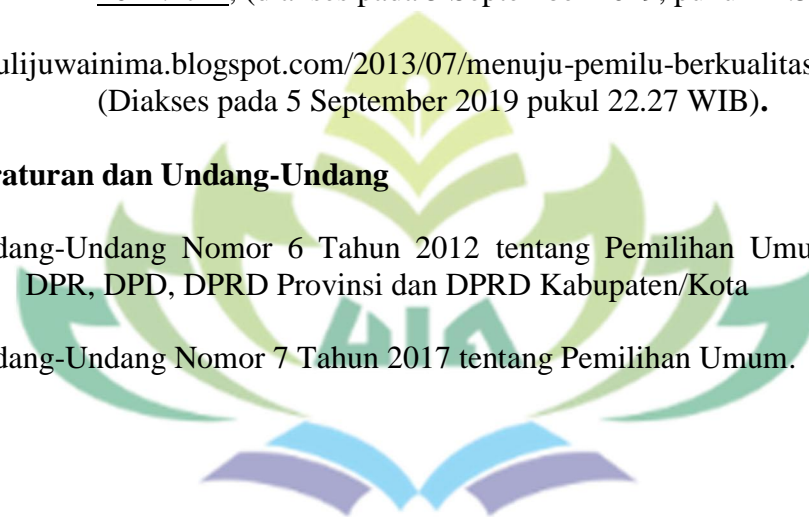 ulijuwainima.blogspot.com/2013/07/menuju-pemilu-berkualitas
(Diakses pada 5 September 2019 pukul 22.27 WIB).
raturan dan Undang-Undang
dang-Undang Nomor 6 Tahun 2012 tentang Pemilihan Umu
DPR, DPD, DPRD Provinsi dan DPRD Kabupaten/Kota
dang-Undang Nomor 7 Tahun 2017 tentang Pemilihan Umum.